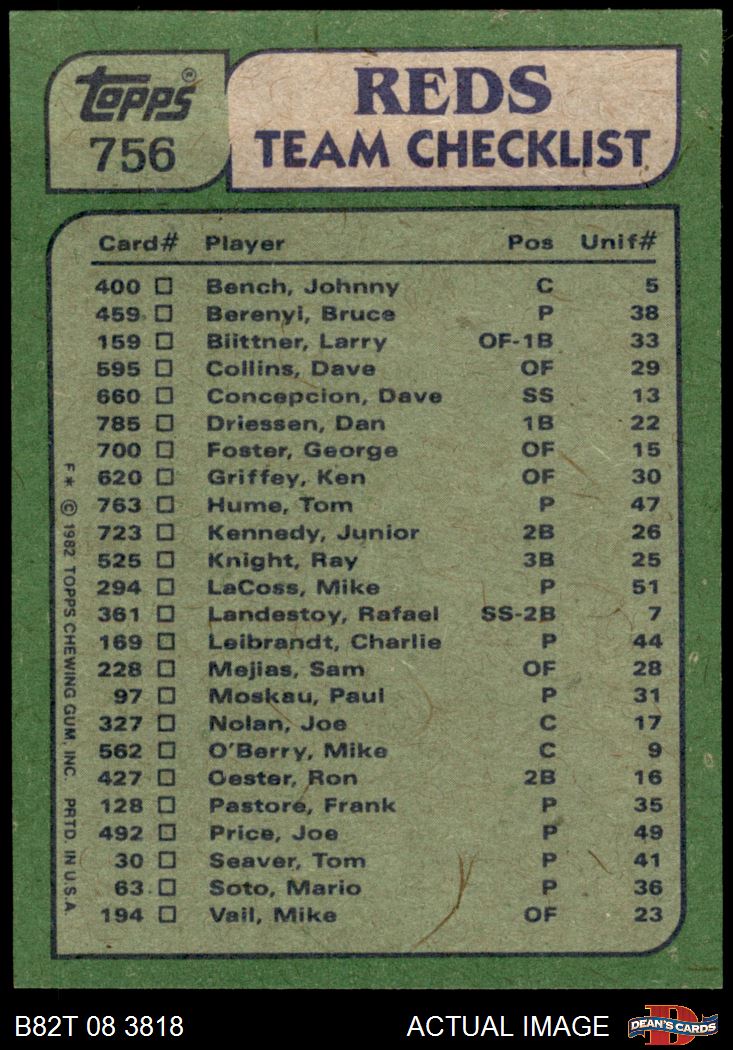 topps®
756
REDS
TEAM CHECKLIST
Card# Player Pos Unif#
400 Bench, Johnny C 5
459 Berenyi, Bruce P 38
159 Biittner, Larry OF-1B 33
595 Collins, Dave OF 29
660 Concepcion, Dave SS 13
785 Driessen, Dan 1B 22
700 Foster, George OF 15
620 Griffey, Ken OF 30
763 Hume, Tom P 47
723 Kennedy, Junior 2B 26
525 Knight, Ray 3B 25
294 LaCoss, Mike P 51
361 Landestoy, Rafael SS-2B 7
169 Leibrandt, Charlie P 44
228 Mejias, Sam OF 28
97 Moskau, Paul P 31
327 Nolan, Joe C 17
562 O'Berry, Mike C 9
427 Oester, Ron 2B 16
128 Pastore, Frank P 35
492 Price, Joe P 49
30 Seaver, Tom P 41
63 Soto, Mario P 36
194 Vail, Mike OF 23
F* © 1982 TOPPS CHEWING GUM, INC. PRTD. IN U.S.A.
B82T 08 3818 ACTUAL IMAGE
D
DEAN'S CARDS